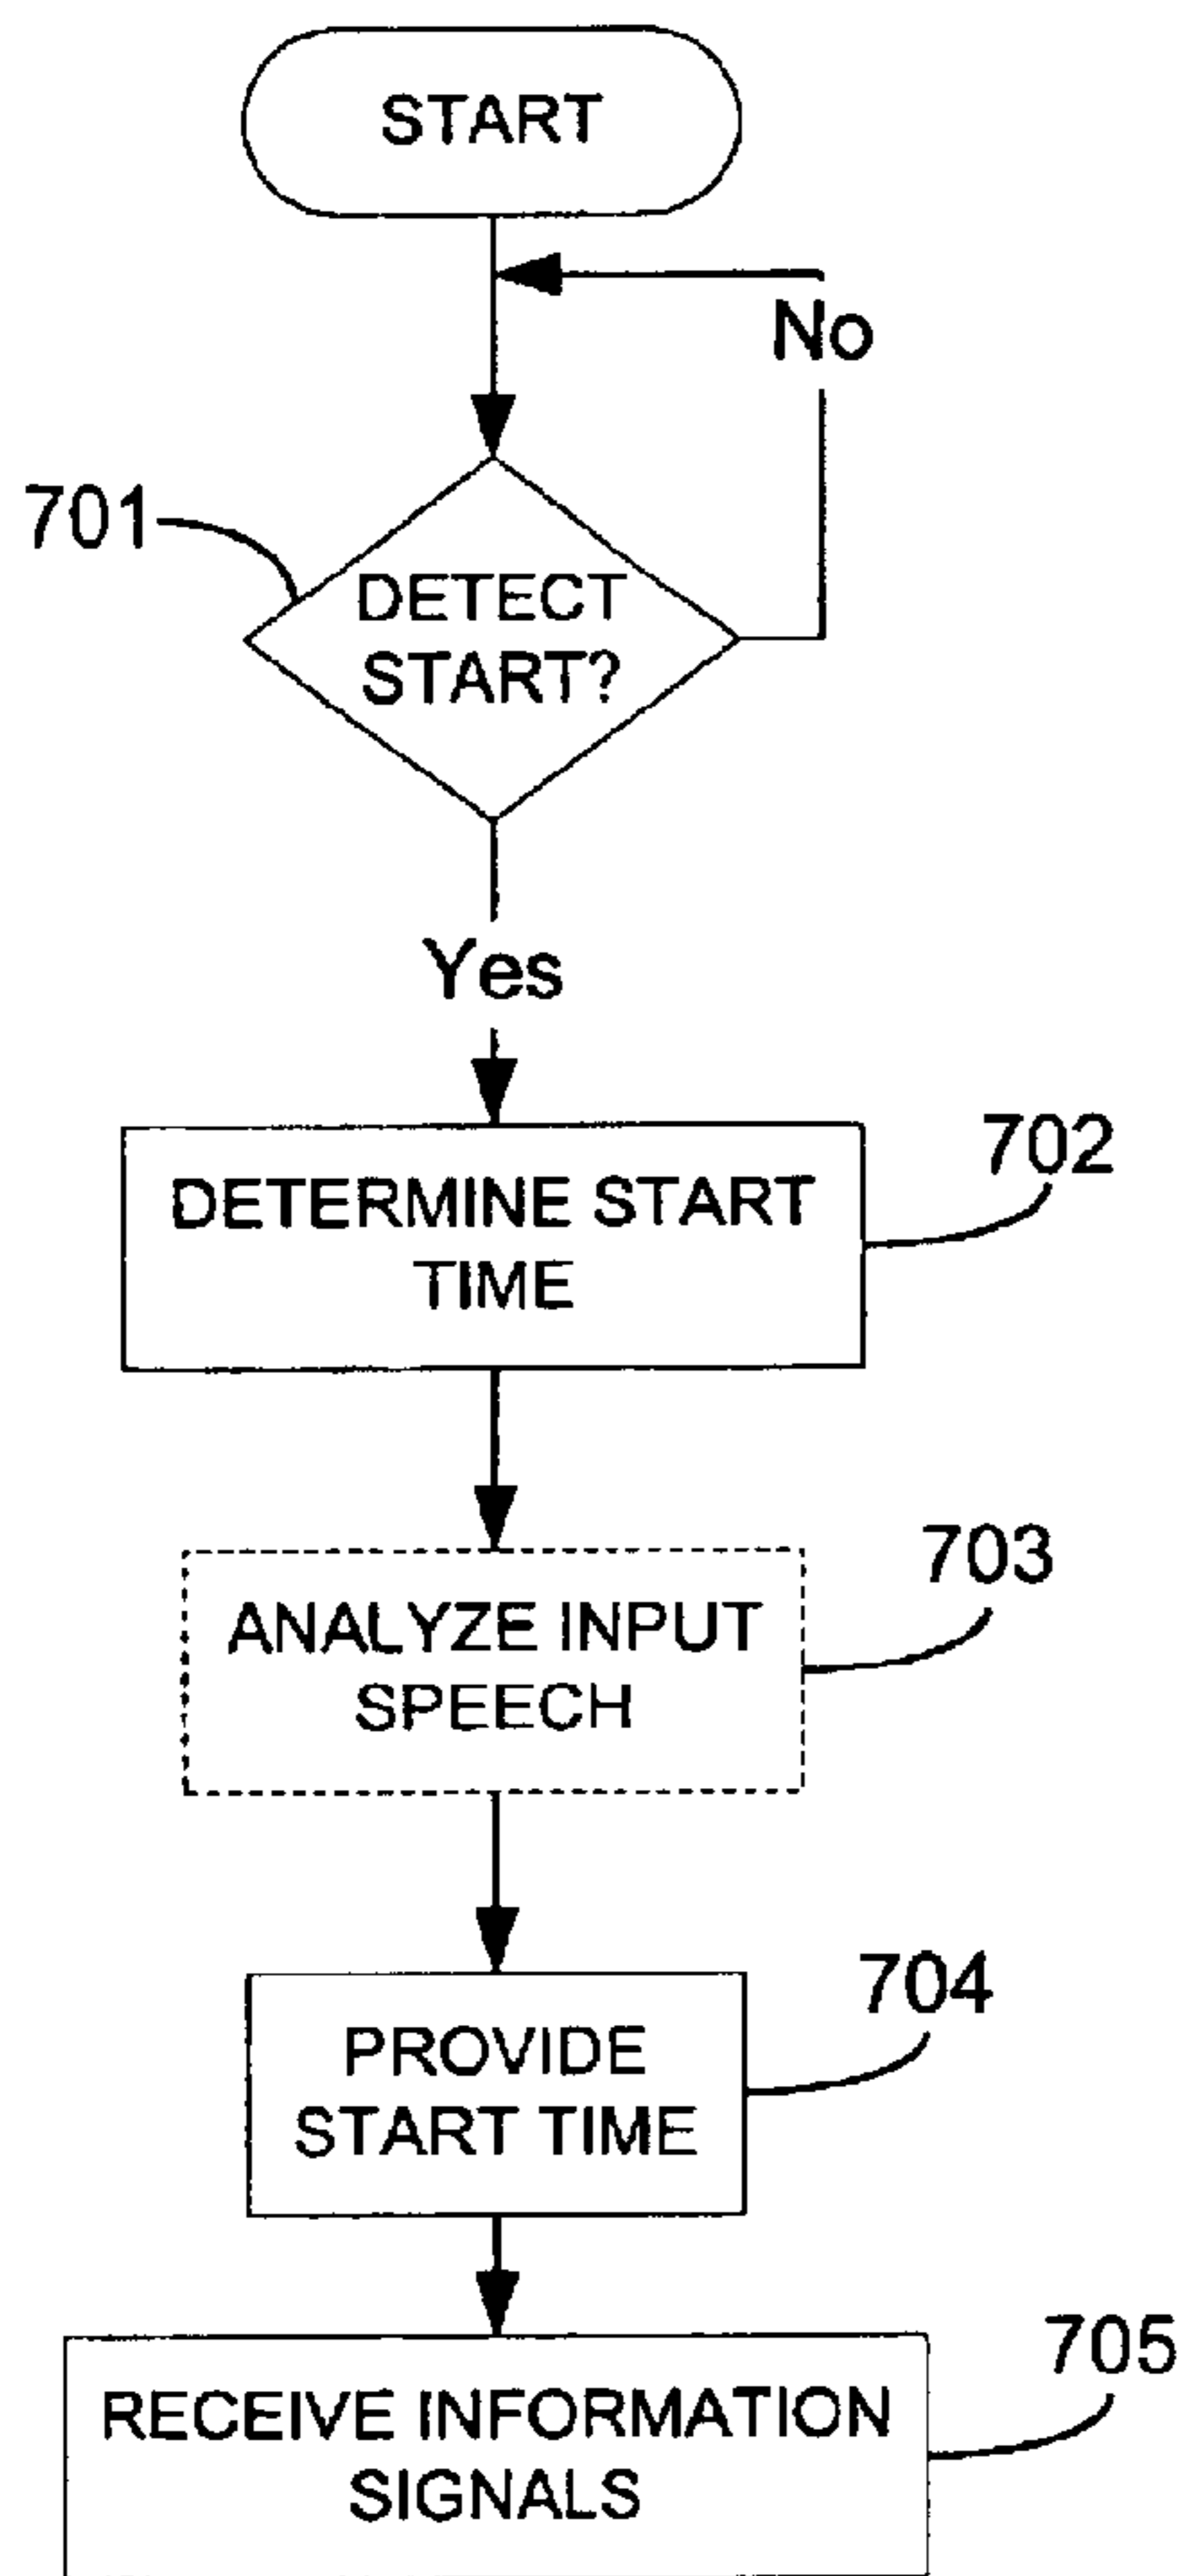 START
No
701
DETECT
START?
Yes
702
DETERMINE START
TIME
703
ANALYZE INPUT
SPEECH
704
PROVIDE
START TIME
705
RECEIVE INFORMATION
SIGNALS